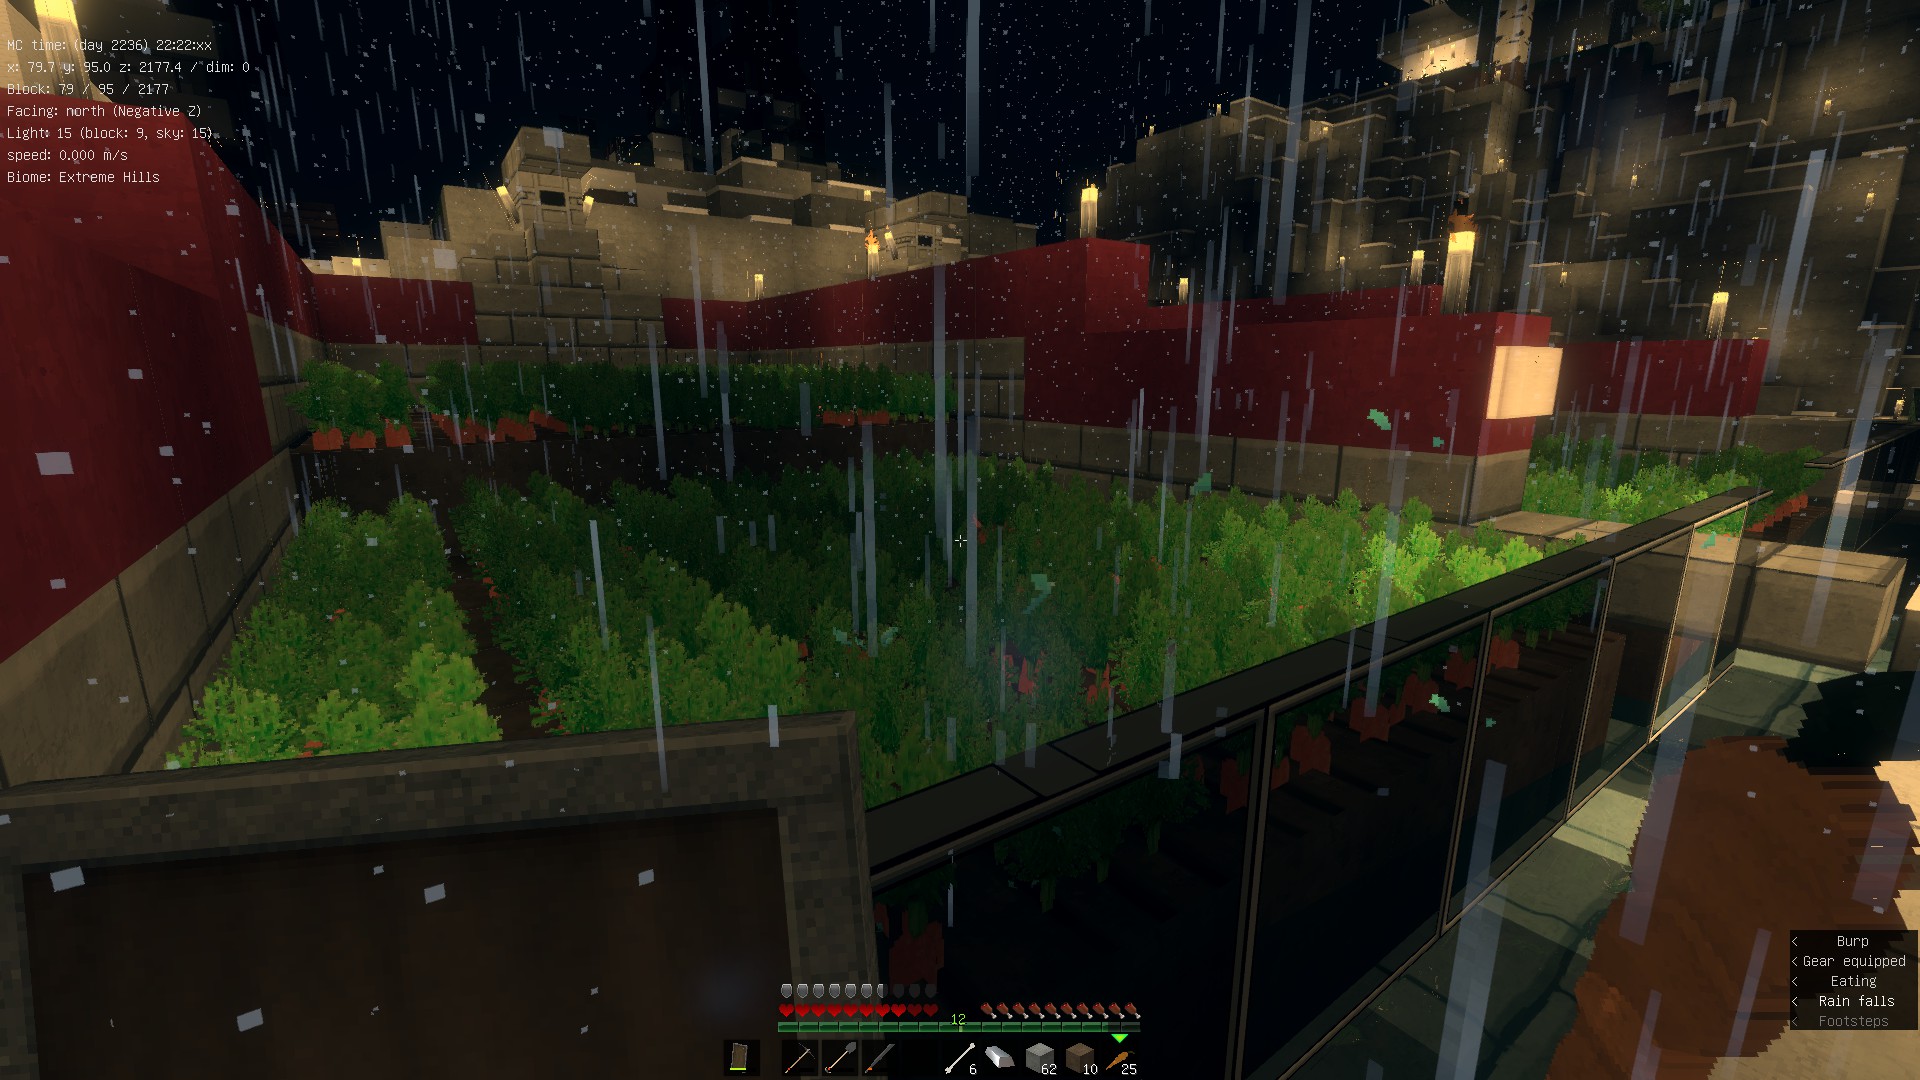 MC time: (day 2236) 22:22:xx
x: 79.7 y: 95.0 z: 2177.4 / dim: 0
Block: 79 / 95 / 2177
Facing: north (Negative Z)
Light: 15 (block: 9, sky: 15)
speed: 0.000 m/s
Biome: Extreme Hills
< Burp
< Gear equipped
< Eating
< Rain falls
< Footsteps
12
6 62 10 25